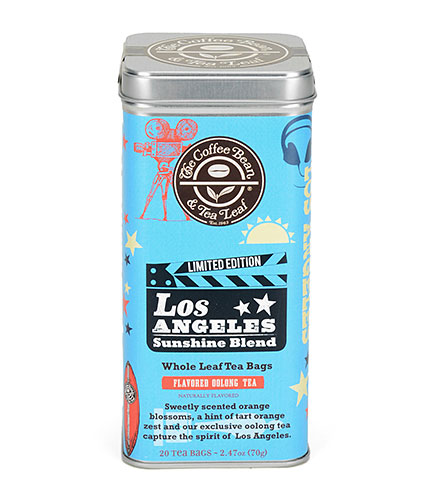 The Coffee Bean
& Tea Leaf
The Coffee Bean
& Tea Leaf
Est. 1963
LOS ANGELES
LIMITED EDITION
Los
ANGELES
Sunshine Blend
Whole Leaf Tea Bags
FLAVORED OOLONG TEA
NATURALLY FLAVORED
Sweetly scented orange
blossoms, a hint of tart orange
zest and our exclusive oolong tea
capture the spirit of Los Angeles.
20 Tea Bags - 2.47oz (70g)